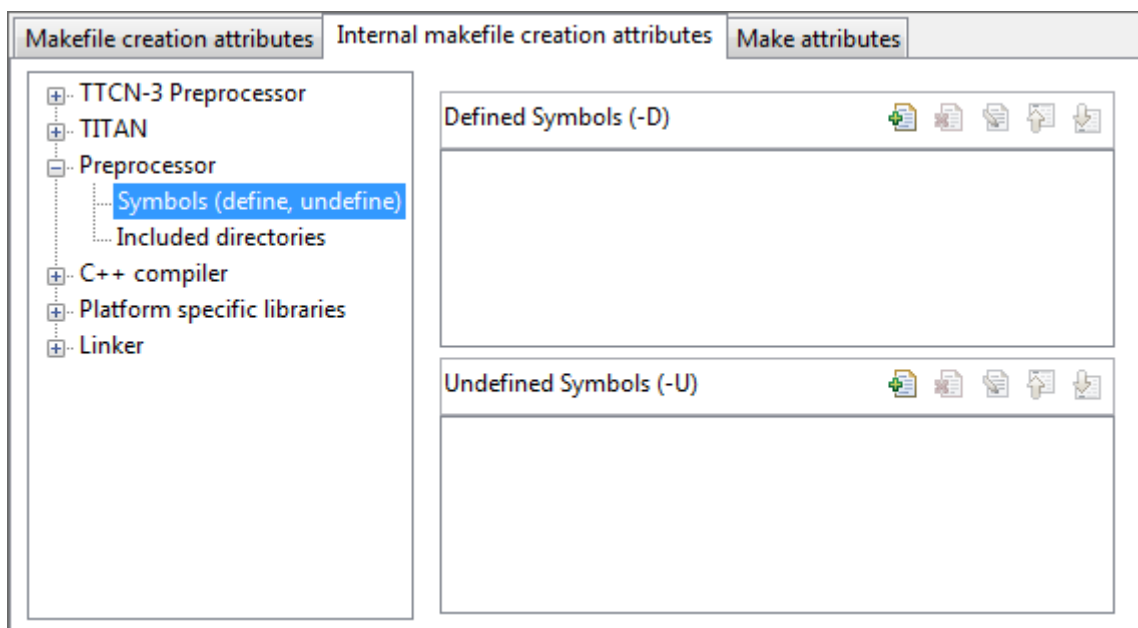 Makefile creation attributes
Internal makefile creation attributes
Make attributes
TTCN-3 Preprocessor
TITAN
Preprocessor
Symbols (define, undefine)
Included directories
C++ compiler
Platform specific libraries
Linker
Defined Symbols (-D)
Undefined Symbols (-U)